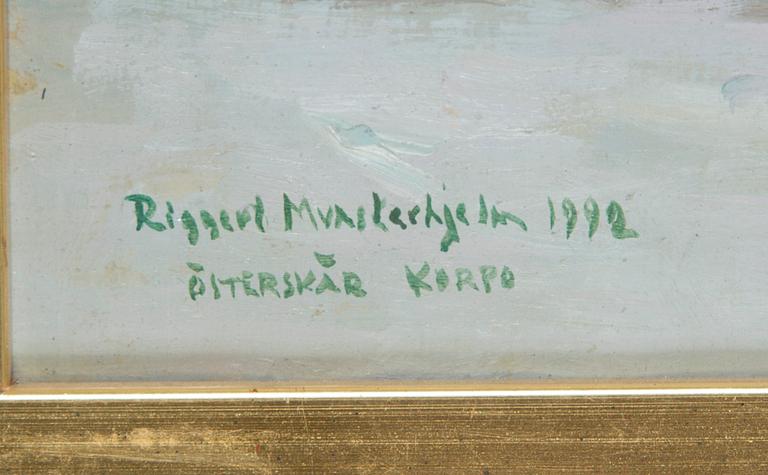 Riggert Munsterhjelm 1992
ÖSTERSKÄR KORPO